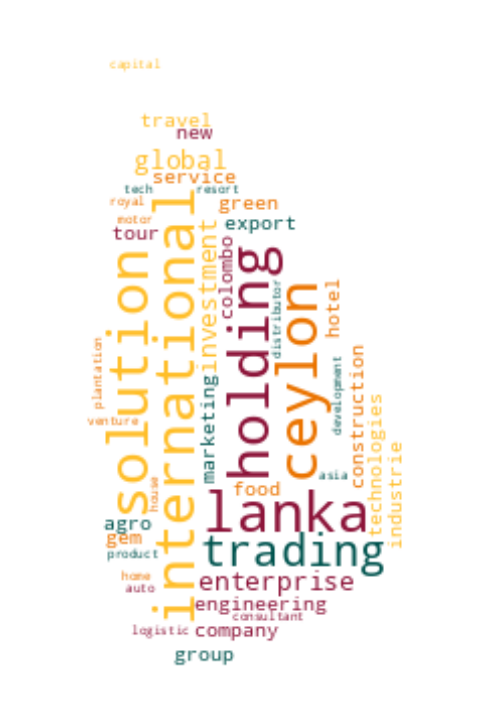 capital
travel
new
global
service
tech
resort
royal
green
motor
export
tour
international
investment
colombo
holding
solution
distributor
hotel
ceylon
plantation
construction
development
marketing
venture
technologies
industrie
asia
house
food
lanka
agro
gem
trading
product
home
enterprise
auto
engineering
consultant
logistic
company
group